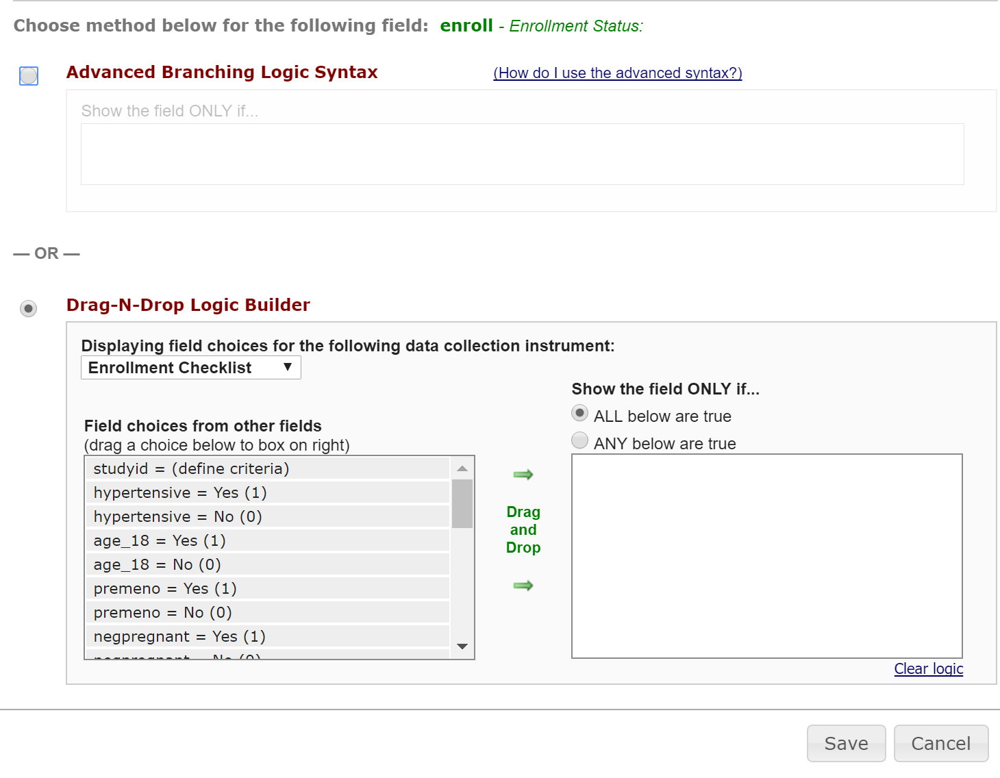 Choose method below for the following field: enroll - Enrollment Status:
Advanced Branching Logic Syntax (How do I use the advanced syntax?)
Show the field ONLY if...
— OR —
Drag-N-Drop Logic Builder
Displaying field choices for the following data collection instrument:
Enrollment Checklist
Field choices from other fields
(drag a choice below to box on right)
studyid = (define criteria)
hypertensive = Yes (1)
hypertensive = No (0)
age_18 = Yes (1)
age_18 = No (0)
premeno = Yes (1)
premeno = No (0)
negpregnant = Yes (1)
negpregnant = No (0)
Drag
and
Drop
Show the field ONLY if...
ALL below are true
ANY below are true
Clear logic
Save Cancel